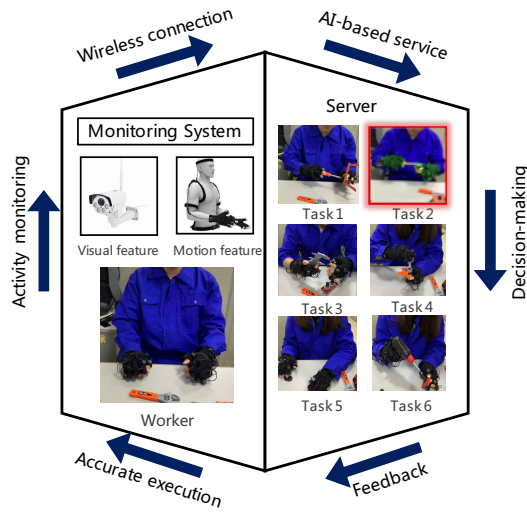 Wireless connection
AI-based service
Server
Monitoring System
Task 1
Task 2
Visual feature
Motion feature
Task 3
Task 4
Worker
Task 5
Task 6
Activity monitoring
Decision-making
Accurate execution
Feedback